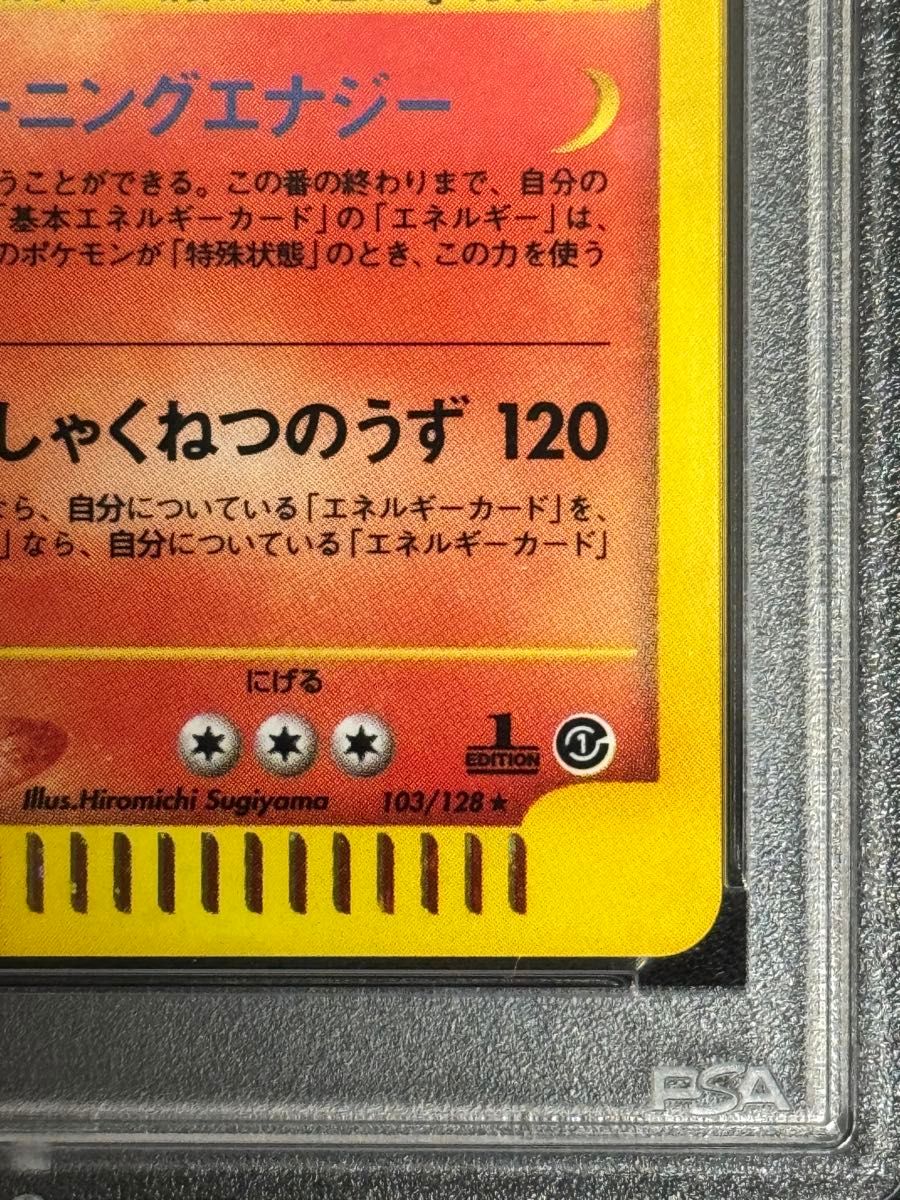 ーニングエナジー
うことができる。この番の終わりまで、自分の
「基本エネルギーカード」の「エネルギー」は、
のポケモンが「特殊状態」のとき、この力を使う
しゃくねつのうず 120
なら、自分についている「エネルギーカード」を、
」なら、自分についている「エネルギーカード」
にげる
1
EDITION
1
Illus.Hiromichi Sugiyama 103/128★
PSA